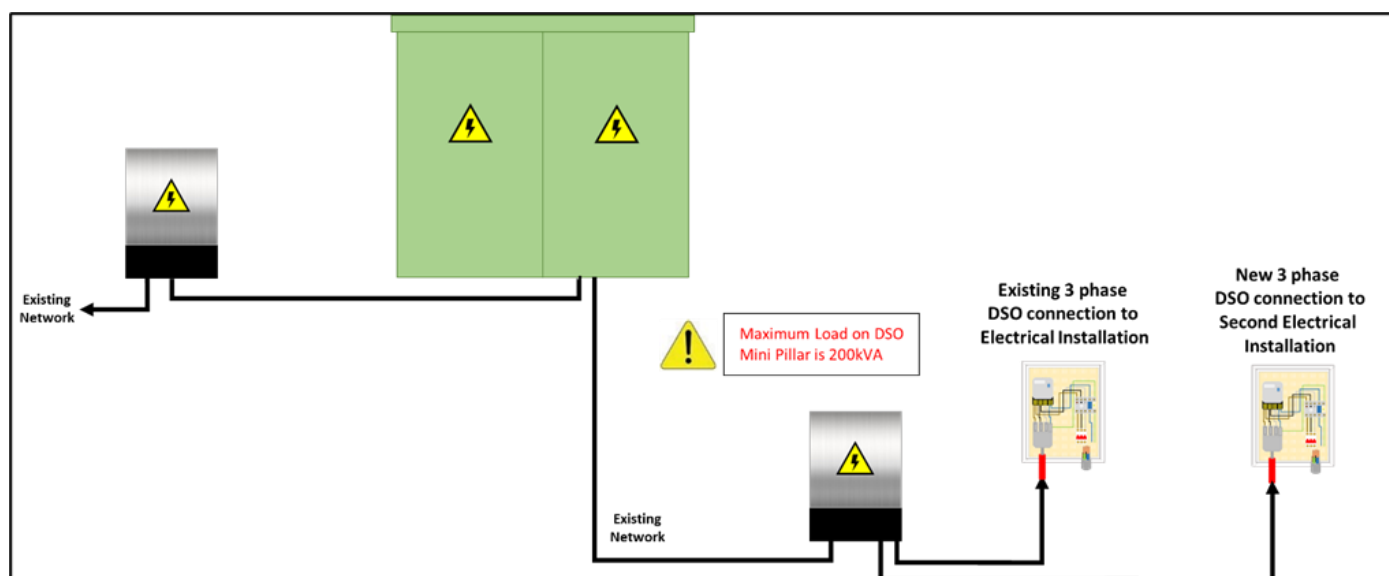 Existing
Network
Maximum Load on DSO
Mini Pillar is 200kVA
Existing 3 phase
DSO connection to
Electrical Installation
New 3 phase
DSO connection to
Second Electrical
Installation
Existing
Network